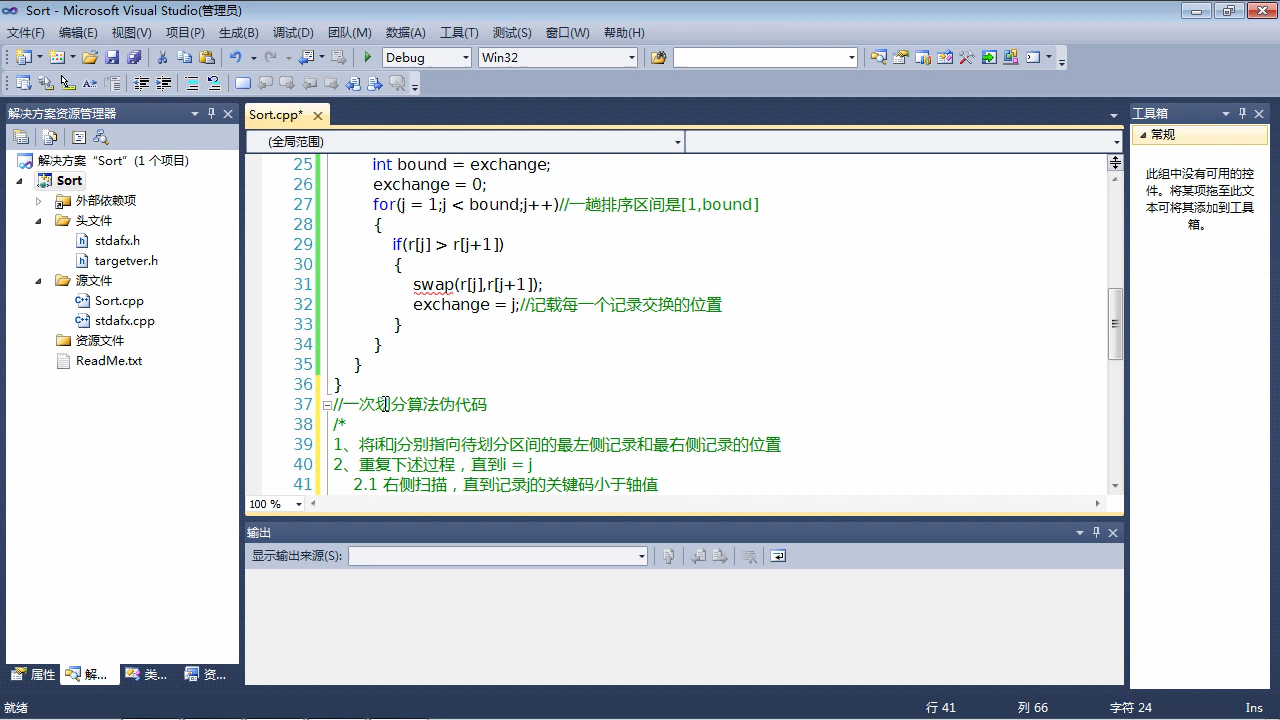 Sort - Microsoft Visual Studio(管理员)
文件(F) 编辑(E) 视图(V) 项目(P) 生成(B) 调试(D) 团队(M) 数据(A) 工具(T) 测试(S) 窗口(W) 帮助(H)
Debug Win32
解决方案资源管理器
解决方案“Sort”(1 个项目)
Sort
外部依赖项
头文件
stdafx.h
targetver.h
源文件
Sort.cpp
stdafx.cpp
资源文件
ReadMe.txt
属性 解... 类... 资...
Sort.cpp*
(全局范围)
25 int bound = exchange;
26 exchange = 0;
27 for(j = 1;j < bound;j++)//一趟排序区间是[1,bound]
28 {
29 if(r[j] > r[j+1])
30 {
31 swap(r[j],r[j+1]);
32 exchange = j;//记载每一个记录交换的位置
33 }
34 }
35 }
36 }
37 //一次划分算法伪代码
38 /*
39 1、将i和j分别指向待划分区间的最左侧记录和最右侧记录的位置
40 2、重复下述过程，直到i = j
41 2.1 右侧扫描，直到记录j的关键码小于轴值
100 %
输出
显示输出来源(S):
工具箱
常规
此组中没有可用的控
件。将某项拖至此文
本可将其添加到工具
箱。
就绪 行 41 列 66 字符 24 Ins